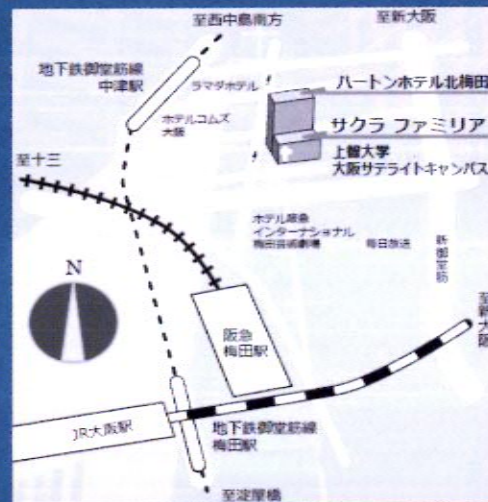 至西中島南方
至新大阪
地下鉄御堂筋線
中津駅
ラマダホテル
ハートンホテル北梅田
ホテルコムズ
大阪
サクラ ファミリア
上智大学
大阪サテライトキャンパス
至十三
ホテル阪急
インターナショナル
梅田芸術劇場
毎日放送
新御堂筋
N
至新大阪
阪急
梅田駅
JR大阪駅
地下鉄御堂筋線
梅田駅
至淀屋橋